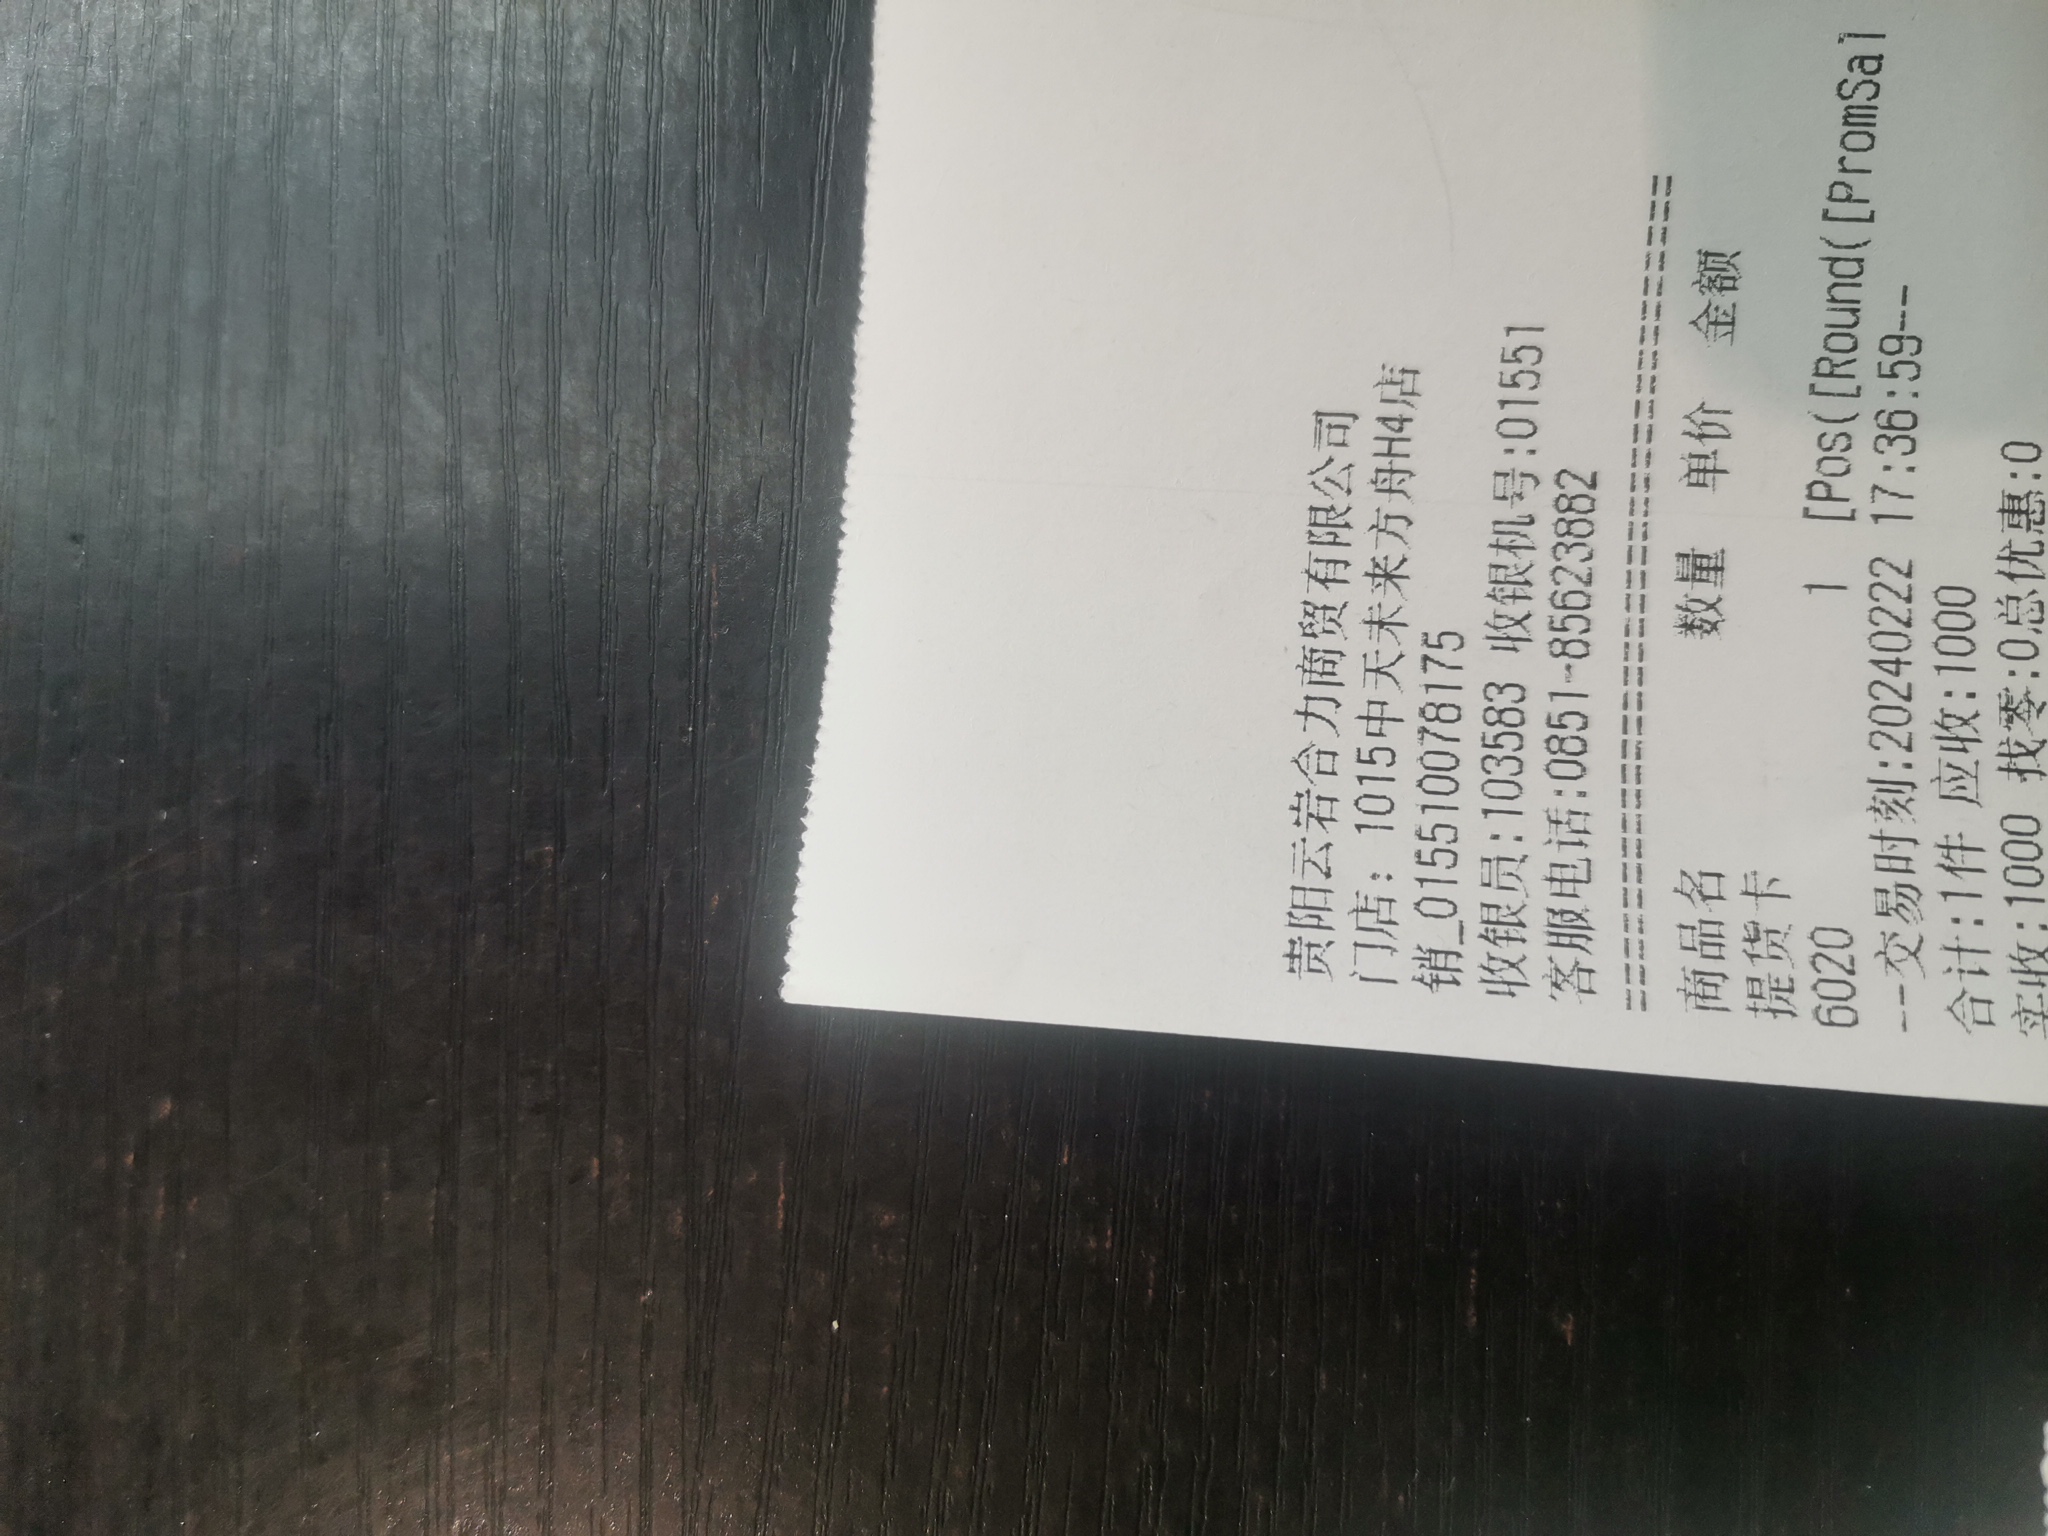 贵阳云岩合力商贸有限公司
门店：1015中天未来方舟H4店
销_015510078175
收银员:103583 收银机号:01551
客服电话:0851-85623882
==========================================
商品名 数量 单价 金额
提货卡
6020 1 [Pos([Round([PromSal
--交易时刻:20240222 17:36:59--
合计:1件 应收:1000
实收:1000 找零:0总优惠:0